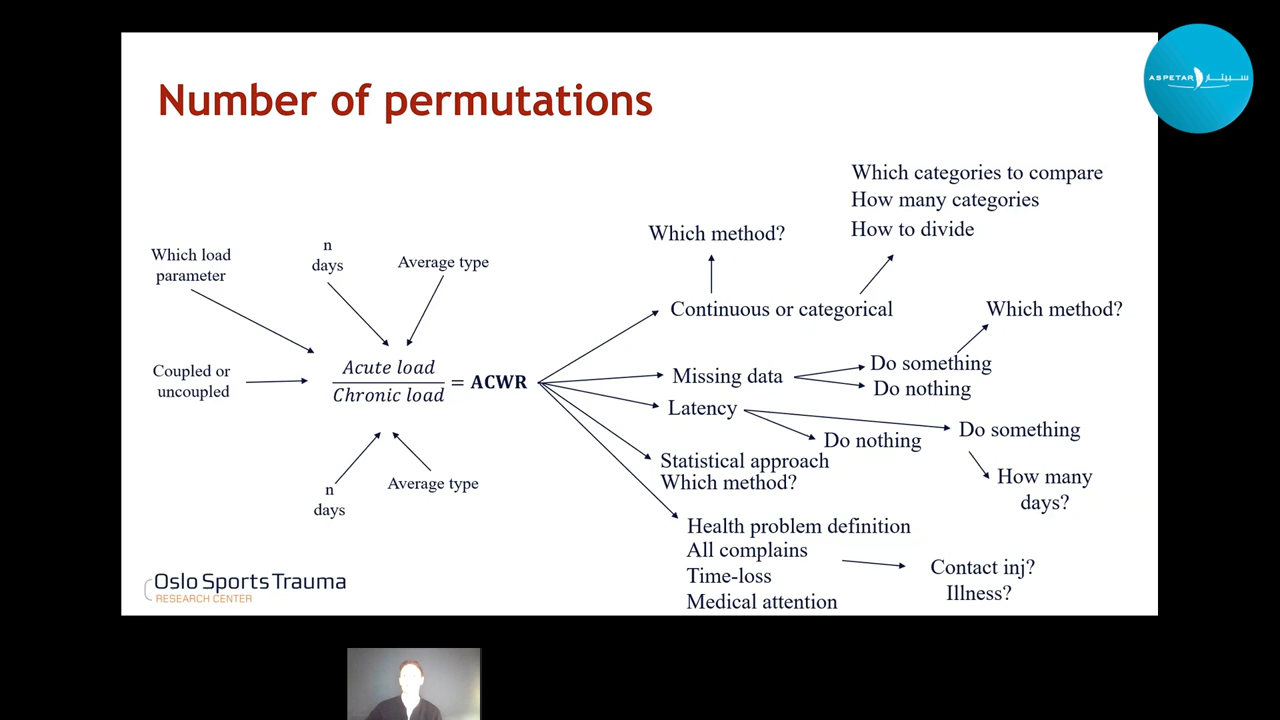 Number of permutations
ASPETAR سبيتار
Which categories to compare
How many categories
How to divide
Which method?
n
days
Average type
Which load
parameter
Continuous or categorical
Which method?
Acute load
Chronic load
= ACWR
Coupled or
uncoupled
Missing data
Do something
Do nothing
Latency
Do nothing
Do something
How many
days?
Statistical approach
Which method?
n
days
Average type
Health problem definition
All complains
Time-loss
Medical attention
Contact inj?
Illness?
Oslo Sports Trauma
RESEARCH CENTER